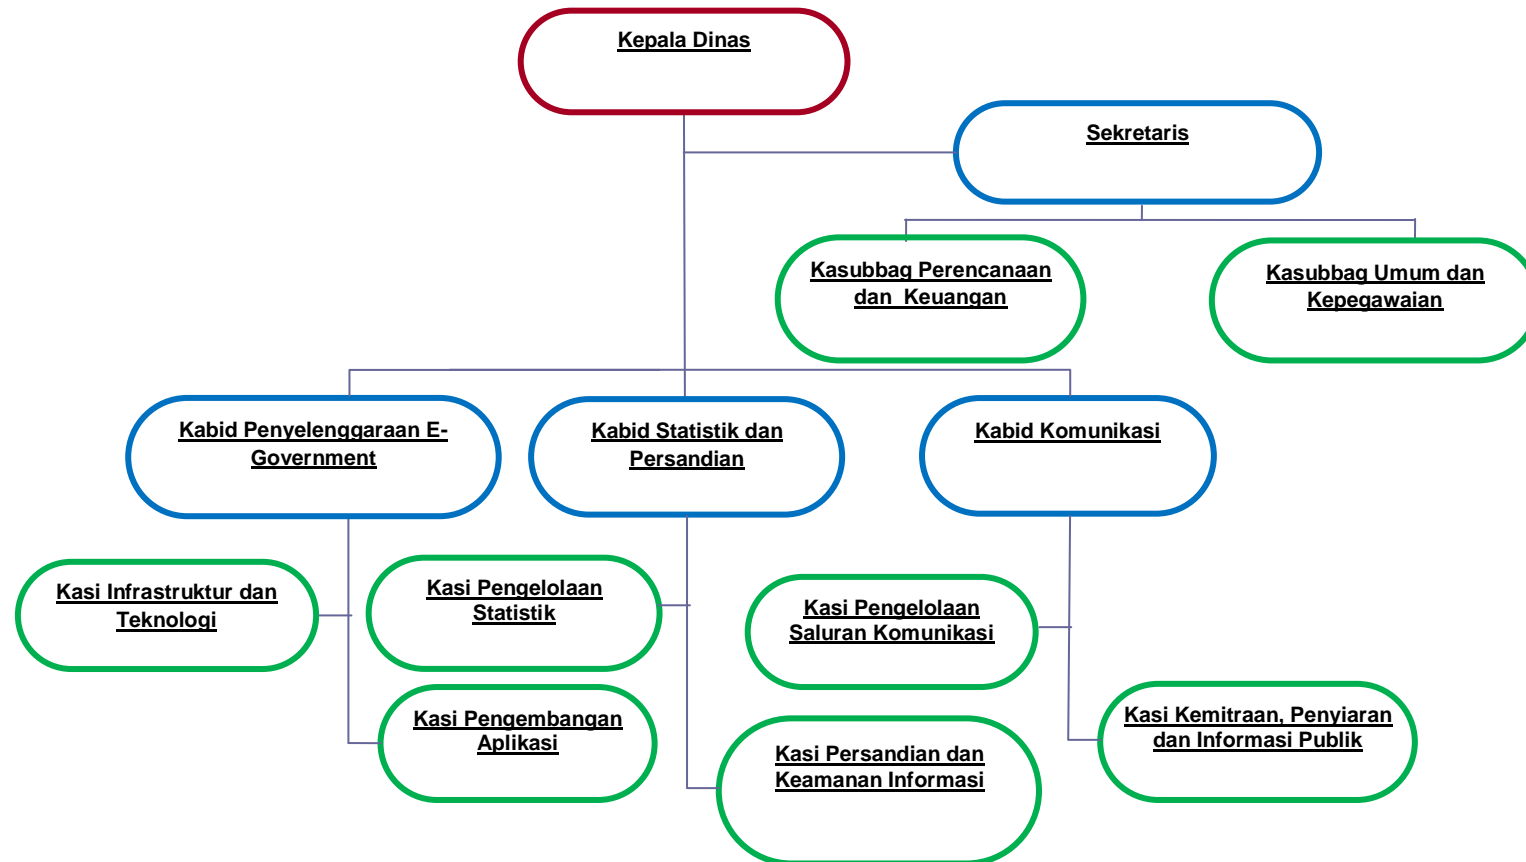 Kepala Dinas
Sekretaris
Kasubbag Perencanaan
dan  Keuangan
Kasubbag Umum dan
Kepegawaian
Kabid Penyelenggaraan E-
Government
Kabid Statistik dan
Persandian
Kabid Komunikasi
Kasi Infrastruktur dan
Teknologi
Kasi Pengelolaan
Statistik
Kasi Pengelolaan
Saluran Komunikasi
Kasi Pengembangan
Aplikasi
Kasi Persandian dan
Keamanan Informasi
Kasi Kemitraan, Penyiaran
dan Informasi Publik